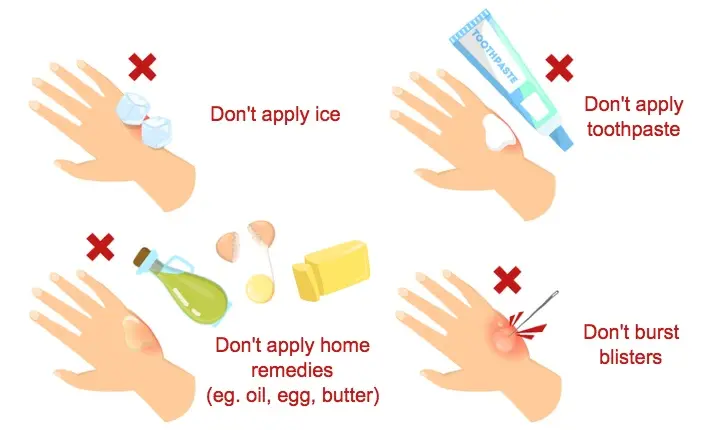 Don't apply ice
TOOTHPASTE
Don't apply
toothpaste
Don't apply home
remedies
(eg. oil, egg, butter)
Don't burst
blisters